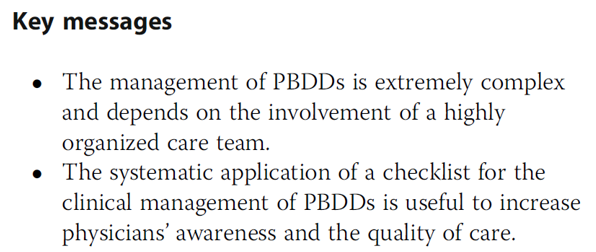 Key messages
• The management of PBDDs is extremely complex
and depends on the involvement of a highly
organized care team.
• The systematic application of a checklist for the
clinical management of PBDDs is useful to increase
physicians’ awareness and the quality of care.